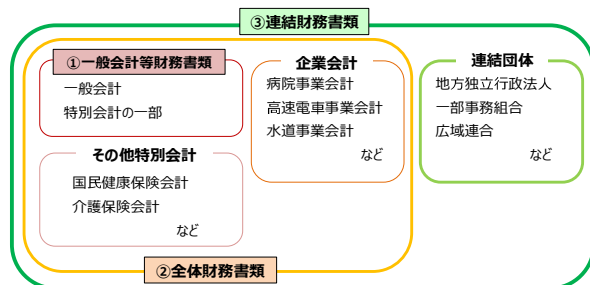 ③連結財務書類
①一般会計等財務書類
一般会計
特別会計の一部
その他特別会計
国民健康保険会計
介護保険会計
など
企業会計
病院事業会計
高速電車事業会計
水道事業会計
など
②全体財務書類
連結団体
地方独立行政法人
一部事務組合
広域連合
など